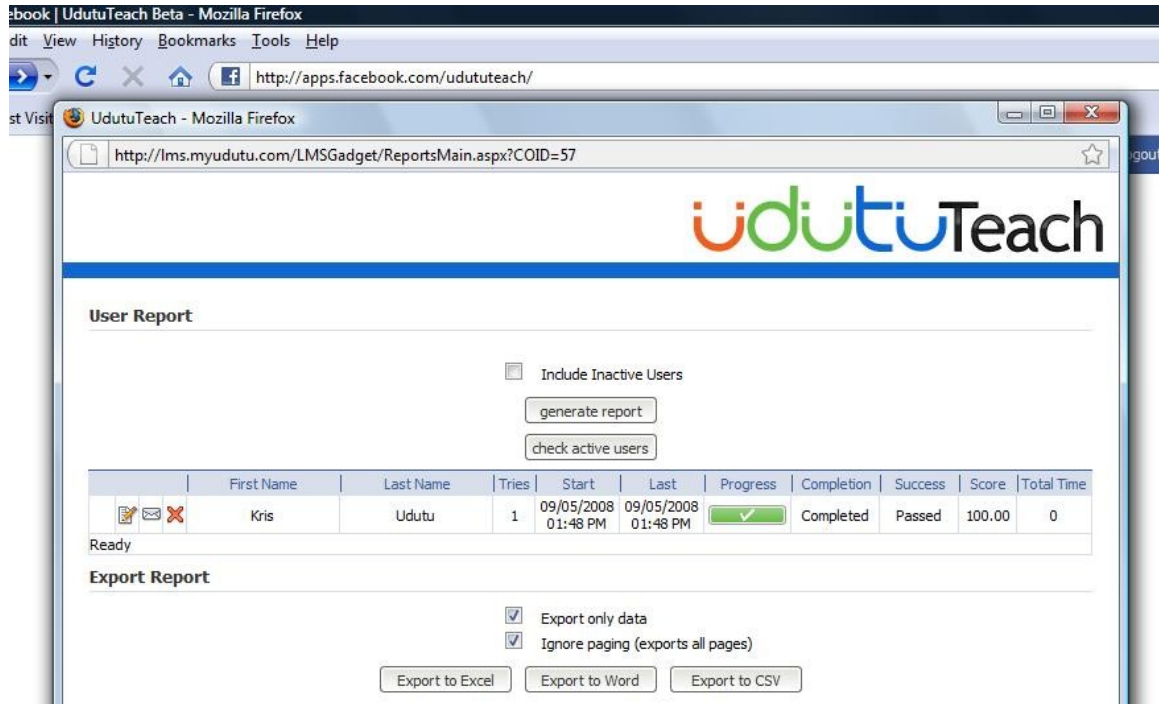 ebook | UdutuTeach Beta - Mozilla Firefox
dit View History Bookmarks Tools Help
http://apps.facebook.com/udututeach/
st Visit
UdutuTeach - Mozilla Firefox
http://lms.myudutu.com/LMSGadget/ReportsMain.aspx?COID=57
ogout
udutuTeach
User Report
Include Inactive Users
generate report
check active users
First Name Last Name Tries Start Last Progress Completion Success Score Total Time
Kris Udutu 1 09/05/2008 01:48 PM 09/05/2008 01:48 PM Completed Passed 100.00 0
Ready
Export Report
Export only data
Ignore paging (exports all pages)
Export to Excel Export to Word Export to CSV